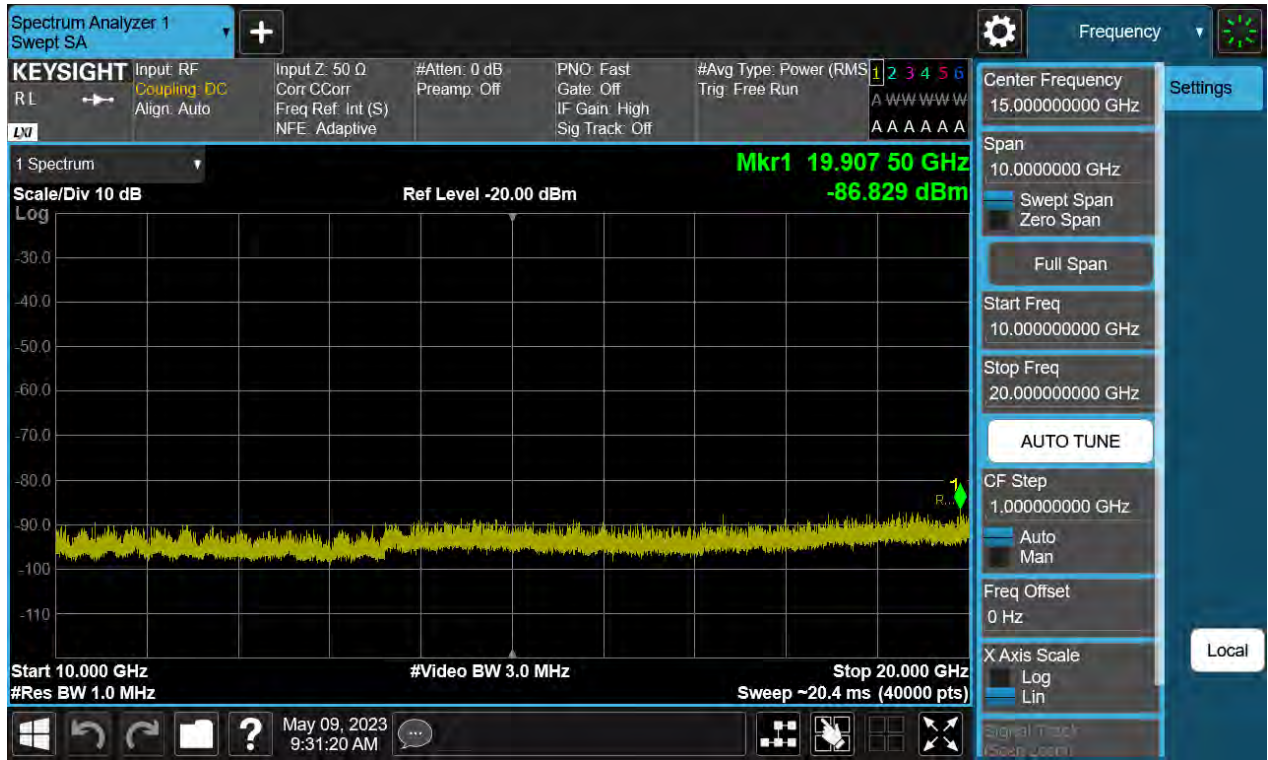 Spectrum Analyzer 1
Swept SA
+
Frequency
KEYSIGHT
RL
LXI
Input: RF
Coupling: DC
Align: Auto
Input Z: 50 Ω
Corr CCorr
Freq Ref: Int (S)
NFE: Adaptive
#Atten: 0 dB
Preamp: Off
PNO: Fast
Gate: Off
IF Gain: High
Sig Track: Off
#Avg Type: Power (RMS
Trig: Free Run
1 2 3 4 5 6
A W W W W W
A A A A A A
1 Spectrum
Mkr1 19.907 50 GHz
Scale/Div 10 dB
Ref Level -20.00 dBm
-86.829 dBm
Log
-30.0
-40.0
-50.0
-60.0
-70.0
-80.0
-90.0
-100
-110
1
R...
Start 10.000 GHz
#Video BW 3.0 MHz
Stop 20.000 GHz
#Res BW 1.0 MHz
Sweep ~20.4 ms (40000 pts)
?
May 09, 2023
9:31:20 AM
Center Frequency
15.000000000 GHz
Settings
Span
10.0000000 GHz
Swept Span
Zero Span
Full Span
Start Freq
10.000000000 GHz
Stop Freq
20.000000000 GHz
AUTO TUNE
CF Step
1.000000000 GHz
Auto
Man
Freq Offset
0 Hz
X Axis Scale
Log
Lin
Local
Signal Track